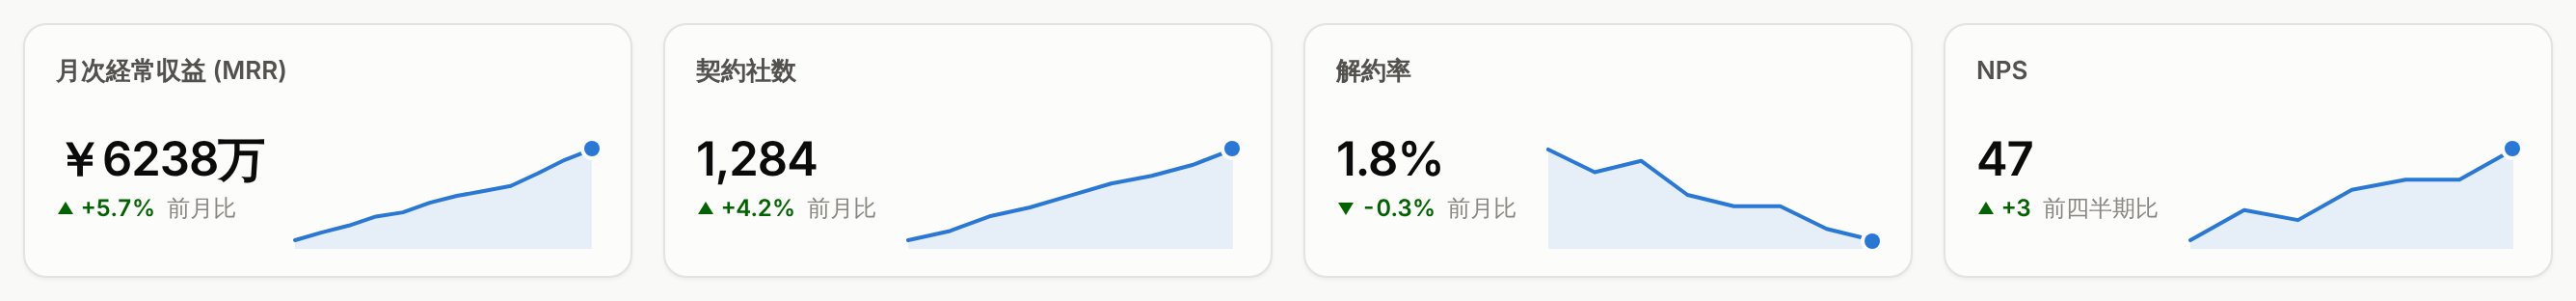 月次経常収益 (MRR)
¥6238万
▲ +5.7% 前月比
契約社数
1,284
▲ +4.2% 前月比
解約率
1.8%
▼ -0.3% 前月比
NPS
47
▲ +3 前四半期比